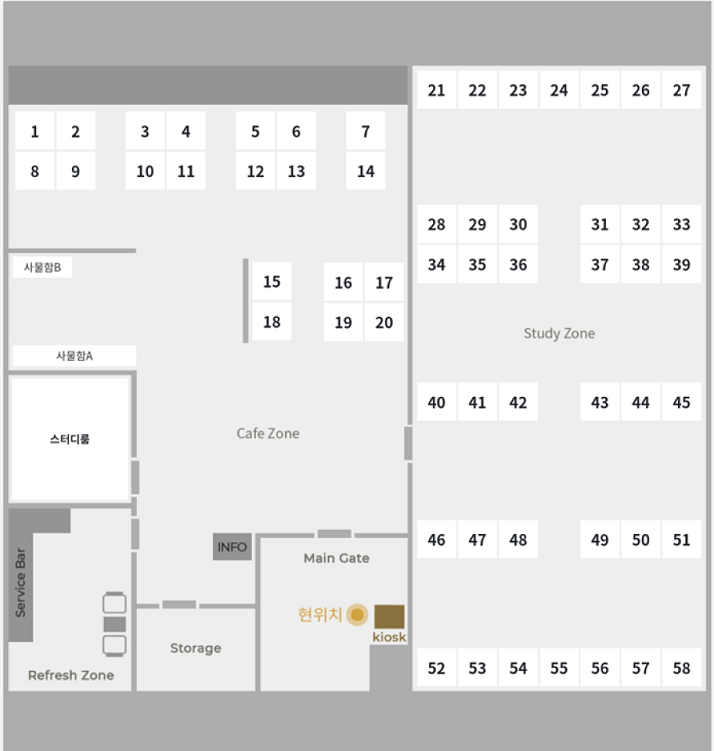 21 22 23 24 25 26 27
1 2 3 4 5 6 7
8 9 10 11 12 13 14
28 29 30 31 32 33
34 35 36 37 38 39
사물함B
15 16 17
18 19 20
Study Zone
사물함A
40 41 42 43 44 45
스터디룸
Cafe Zone
46 47 48 49 50 51
INFO
Main Gate
Service Bar
현위치
kiosk
Storage
Refresh Zone
52 53 54 55 56 57 58